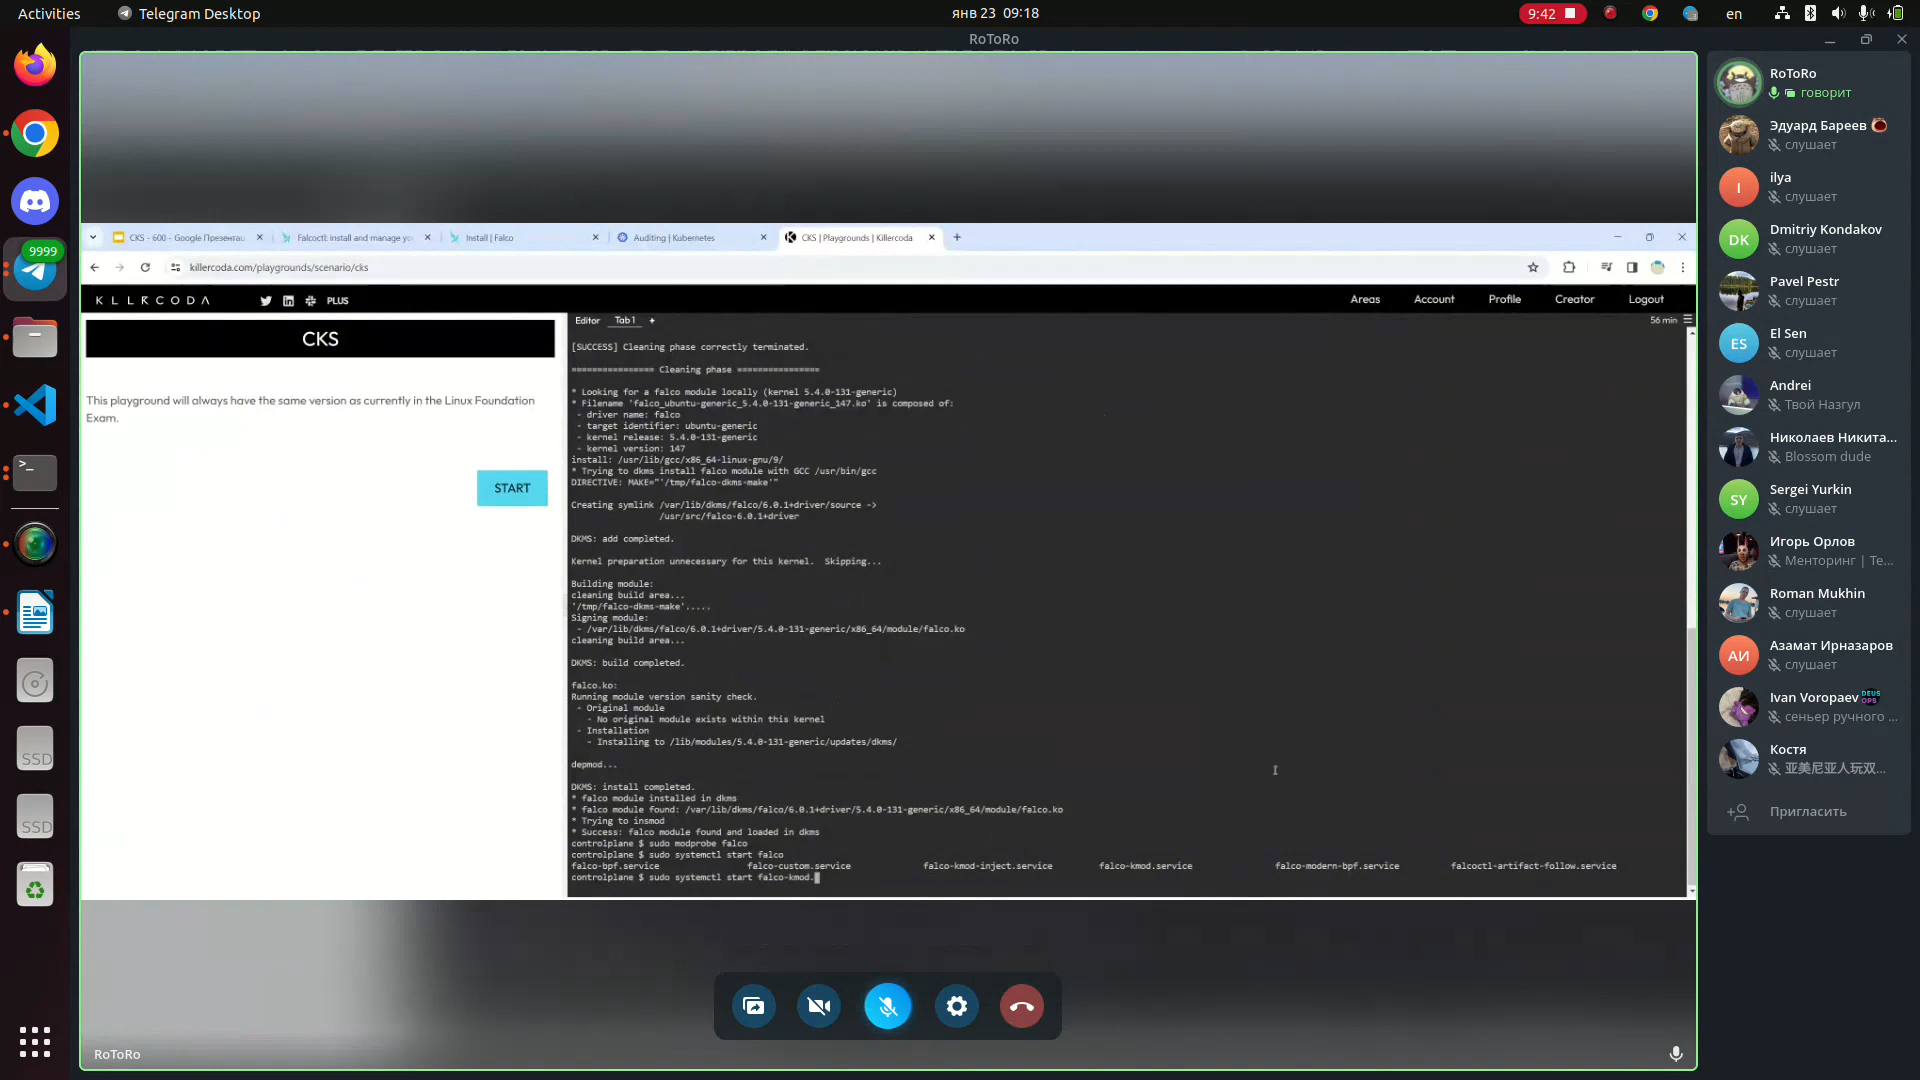 Activities
Telegram Desktop
янв 23 09:18
9:42
en
RoToRo
9999
SSD
SSD
CKS - 600 - Google Презентац
Falcoctl: install and manage yo
Install | Falco
Auditing | Kubernetes
CKS | Playgrounds | Killercoda
killercoda.com/playgrounds/scenario/cks
KLLRCODA
PLUS
Areas
Account
Profile
Creator
Logout
CKS
This playground will always have the same version as currently in the Linux Foundation
Exam.
START
Editor
Tab 1
+
56 min
[SUCCESS] Cleaning phase correctly terminated.
================ Cleaning phase ================
* Looking for a falco module locally (kernel 5.4.0-131-generic)
* Filename 'falco_ubuntu-generic_5.4.0-131-generic_147.ko' is composed of:
- driver name: falco
- target identifier: ubuntu-generic
- kernel release: 5.4.0-131-generic
- kernel version: 147
install: /usr/lib/gcc/x86_64-linux-gnu/9/
* Trying to dkms install falco module with GCC /usr/bin/gcc
DIRECTIVE: MAKE="'/tmp/falco-dkms-make'"
Creating symlink /var/lib/dkms/falco/6.0.1+driver/source ->
/usr/src/falco-6.0.1+driver
DKMS: add completed.
Kernel preparation unnecessary for this kernel. Skipping...
Building module:
cleaning build area...
'/tmp/falco-dkms-make'.....
Signing module:
- /var/lib/dkms/falco/6.0.1+driver/5.4.0-131-generic/x86_64/module/falco.ko
cleaning build area...
DKMS: build completed.
falco.ko:
Running module version sanity check.
- Original module
- No original module exists within this kernel
- Installation
- Installing to /lib/modules/5.4.0-131-generic/updates/dkms/
depmod...
DKMS: install completed.
* falco module installed in dkms
* falco module found: /var/lib/dkms/falco/6.0.1+driver/5.4.0-131-generic/x86_64/module/falco.ko
* Trying to insmod
* Success: falco module found and loaded in dkms
controlplane $ sudo modprobe falco
controlplane $ sudo systemctl start falco
falco-bpf.service falco-custom.service falco-kmod-inject.service falco-kmod.service falco-modern-bpf.service falcoctl-artifact-follow.service
controlplane $ sudo systemctl start falco-kmod.
RoToRo
RoToRo
говорит
Эдуард Бареев
слушает
I
ilya
слушает
DK
Dmitriy Kondakov
слушает
Pavel Pestr
слушает
ES
El Sen
слушает
Andrei
Твой Назгул
Николаев Никита...
Blossom dude
SY
Sergei Yurkin
слушает
Игорь Орлов
Менторинг | Те...
Roman Mukhin
слушает
АИ
Азамат Ирназаров
слушает
Ivan Voropaev DEUS OPS
сеньер ручного ...
Костя
亚美尼亚人玩双...
Пригласить